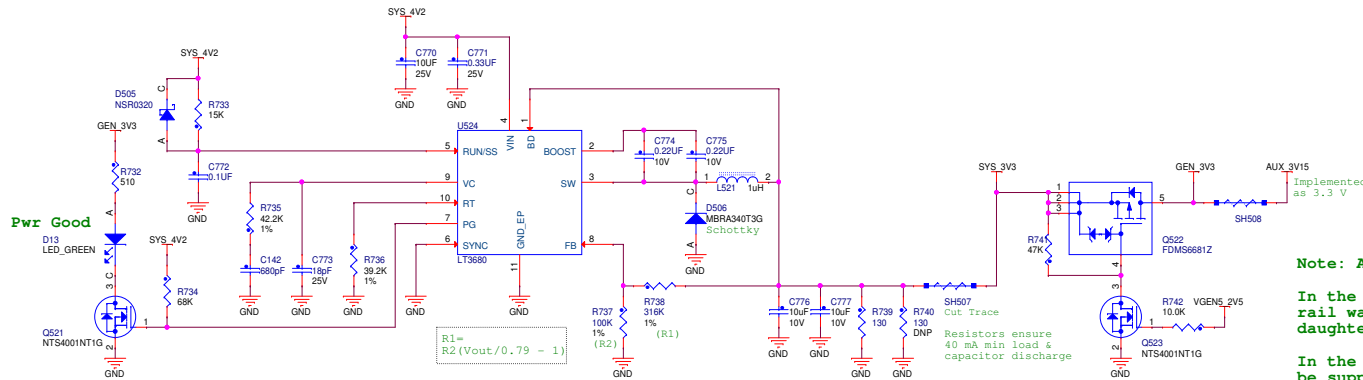 SYS_4V2
C770
10UF
25V
C771
0.33UF
25V
GND
GND
SYS_4V2
D505
NSR0320
C
A
R733
15K
C772
0.1UF
GND
GEN_3V3
R732
510
Pwr Good
D13
LED_GREEN
A
C
3
1
2
Q521
NTS4001NT1G
GND
SYS_4V2
R734
68K
R735
42.2K
1%
C142
680pF
GND
C773
18pF
25V
GND
R736
39.2K
1%
GND
GND
U524
LT3680
4
VIN
1
BD
5
RUN/SS
9
VC
10
RT
7
PG
6
SYNC
GND_EP
11
GND
BOOST
2
SW
3
FB
8
C774
0.22UF
10V
C775
0.22UF
10V
1
2
L521
1uH
C
A
D506
MBRA340T3G
Schottky
GND
R1=
R2(Vout/0.79 - 1)
R737
100K
1%
(R2)
GND
R738
316K
1%
(R1)
C776
10uF
10V
GND
C777
10uF
10V
GND
R739
130
GND
R740
130
DNP
GND
SH507
Cut Trace
Resistors ensure
40 mA min load &
capacitor discharge
SYS_3V3
1
2
3
5
4
R741
47K
Q522
FDMS6681Z
GEN_3V3
SH508
AUX_3V15
Implemented
as 3.3 V
3
1
2
Q523
NTS4001NT1G
GND
R742
10.0K
VGEN5_2V5
Note: A
In the
rail wa
daughte
In the
be supp